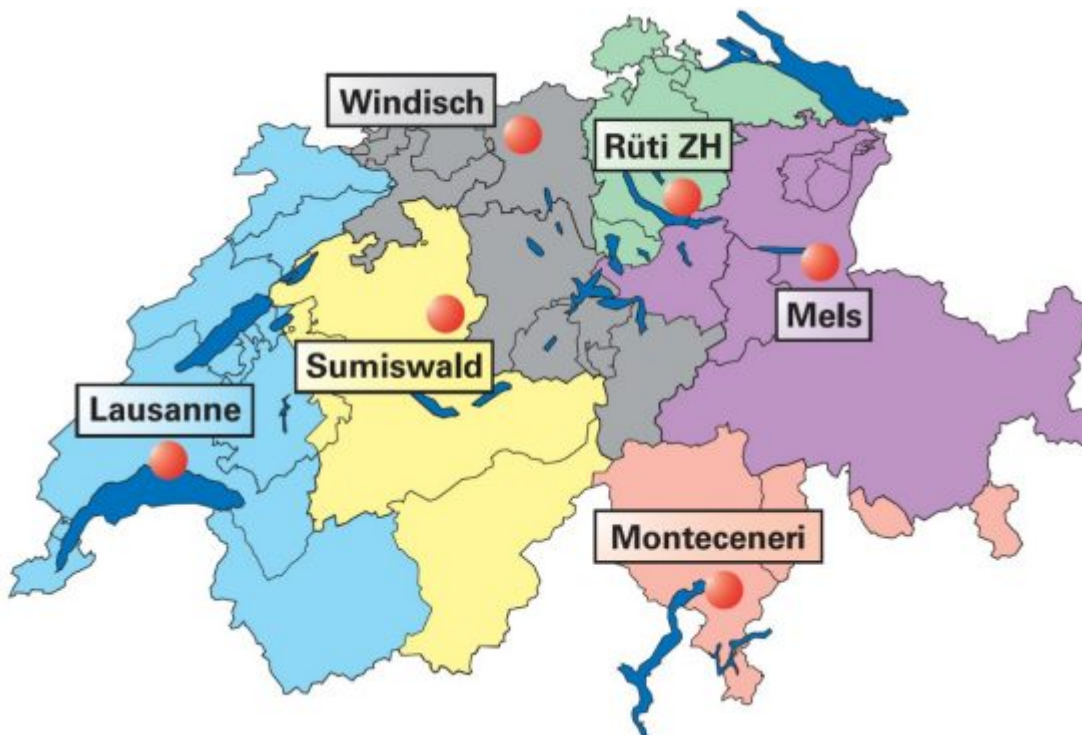 Windisch
Rüti ZH
Mels
Sumiswald
Lausanne
Monteceneri